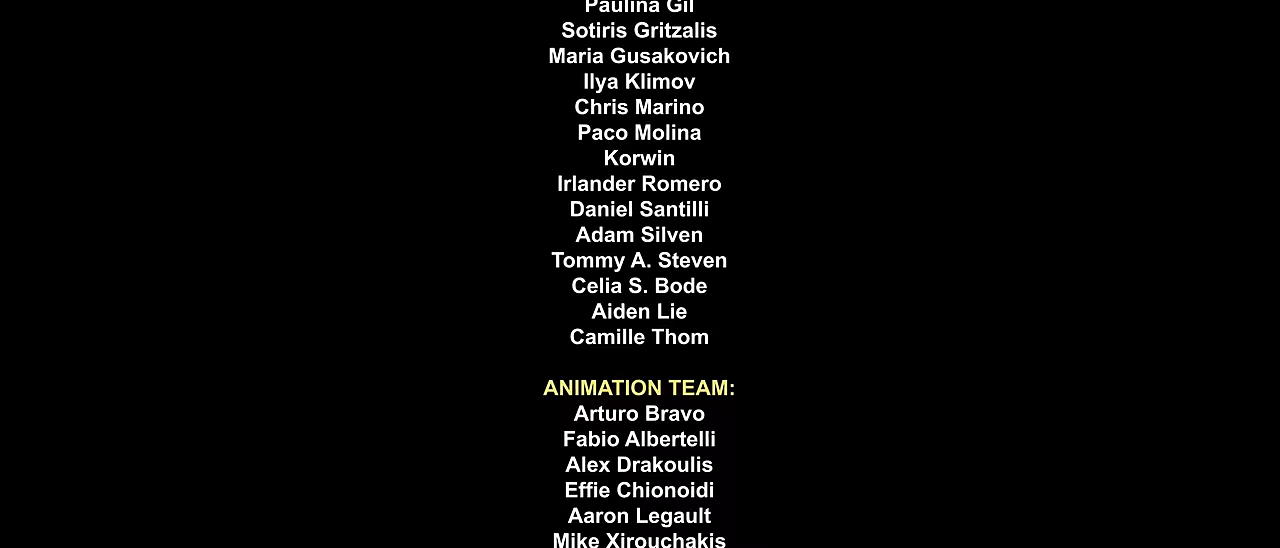 Paulina Gil
Sotiris Gritzalis
Maria Gusakovich
Ilya Klimov
Chris Marino
Paco Molina
Korwin
Irlander Romero
Daniel Santilli
Adam Silven
Tommy A. Steven
Celia S. Bode
Aiden Lie
Camille Thom
ANIMATION TEAM:
Arturo Bravo
Fabio Albertelli
Alex Drakoulis
Effie Chionoidi
Aaron Legault
Mike Xirouchakis